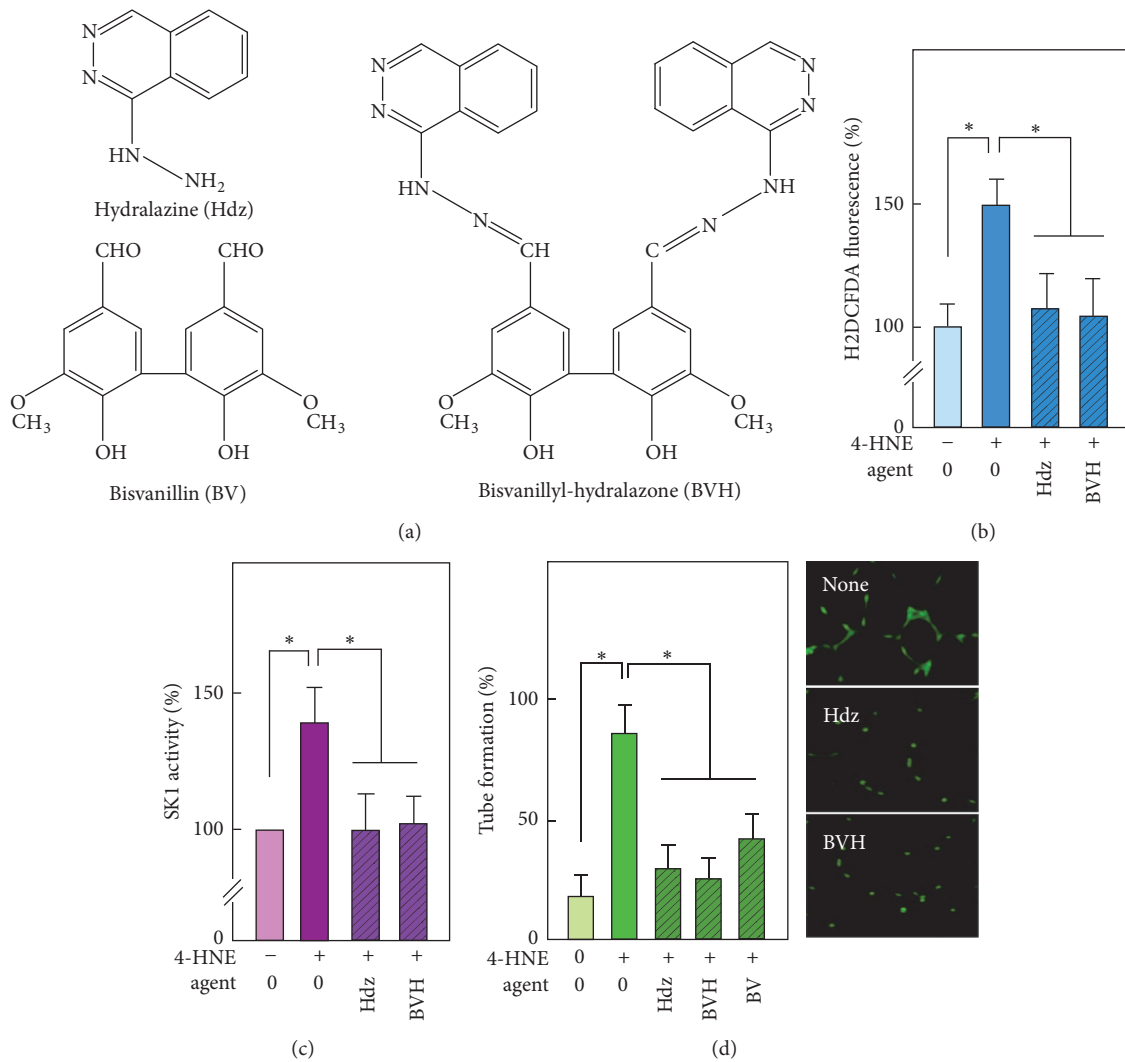 N
N
HN
NH₂
Hydralazine (Hdz)
CHO
CHO
O
CH₃
OH
OH
O
CH₃
Bisvanillin (BV)
N
N
HN
N
CH
N
N
NH
N
C
O
CH₃
OH
OH
O
CH₃
Bisvanillyl-hydralazone (BVH)
(a)
H2DCFDA fluorescence (%)
150
100
0
* *
4-HNE − + + +
agent 0 0 Hdz BVH
(b)
SK1 activity (%)
150
100
0
* *
4-HNE − + + +
agent 0 0 Hdz BVH
(c)
Tube formation (%)
100
50
0
* *
4-HNE 0 + + + +
agent 0 0 Hdz BVH BV
None
Hdz
BVH
(d)